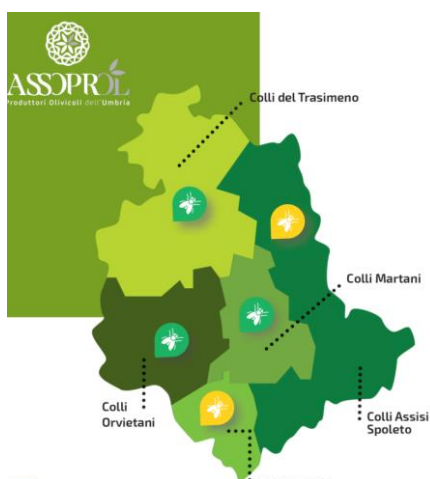 ASSOPROL
Produttori Olivicoli dell'Umbria
Colli del Trasimeno
Colli Martani
Colli
Orvietani
Colli Assisi
Spoleto